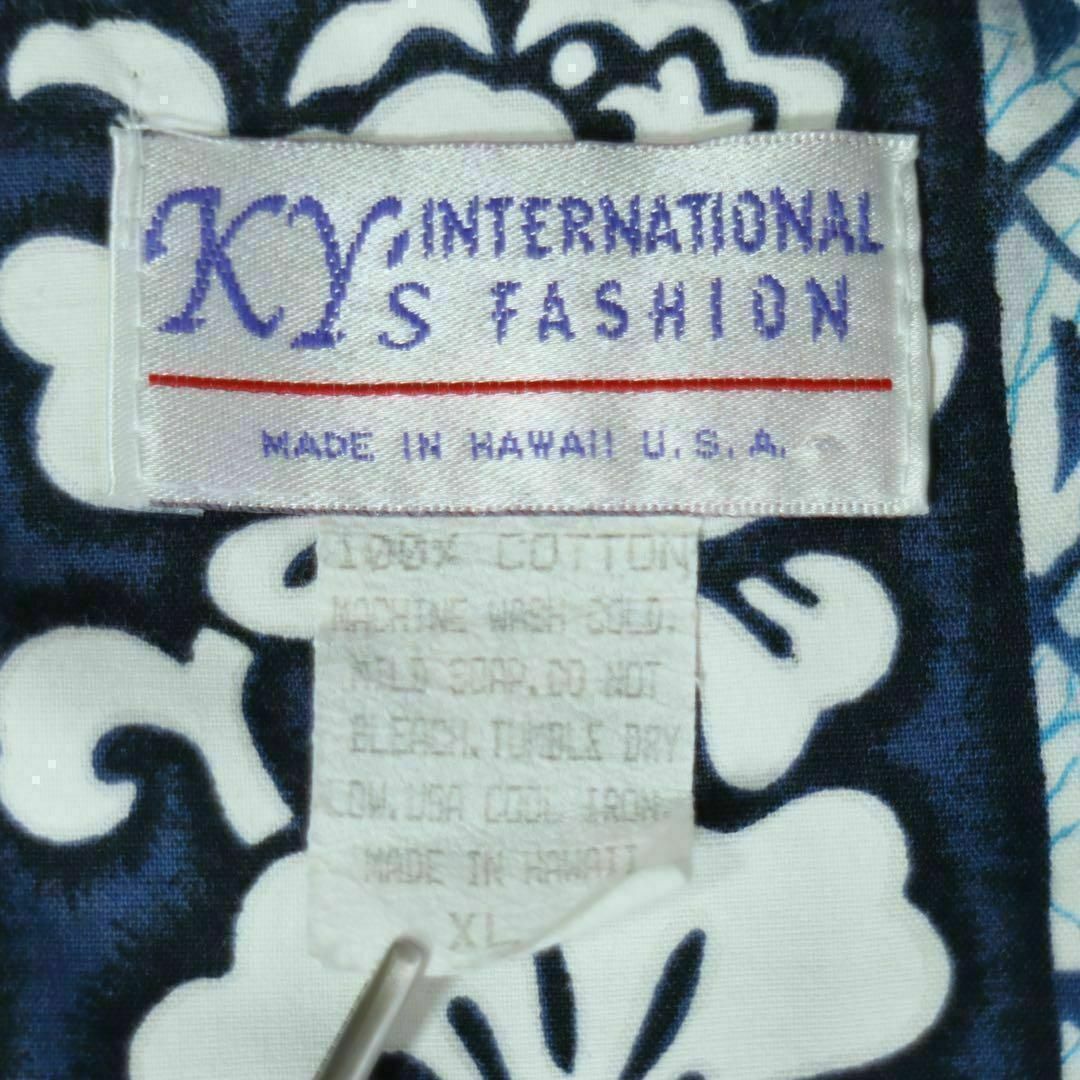 KY'S INTERNATIONAL
FASHION
MADE IN HAWAII U.S.A.
100% COTTON
MACHINE WASH COLD.
MILD SOAP.DO NOT
BLEACH.TUMBLE DRY
LOW.USA COOL IRON.
MADE IN HAWAII
XL